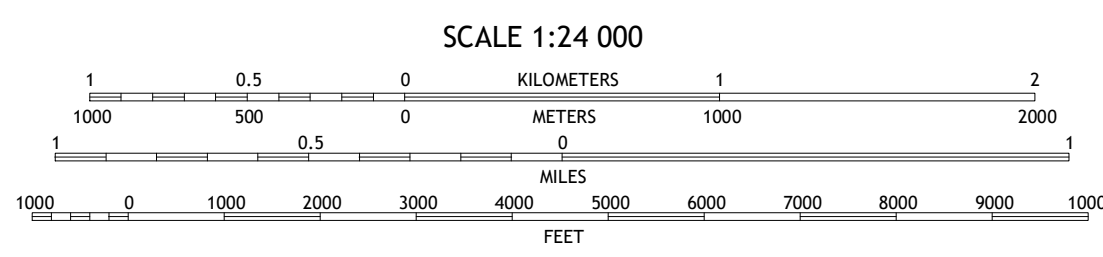 SCALE 1:24 000
1 0.5 0 KILOMETERS 1 2
1000 500 0 METERS 1000 2000
1 0.5 0 1
MILES
1000 0 1000 2000 3000 4000 5000 6000 7000 8000 9000 1000
FEET